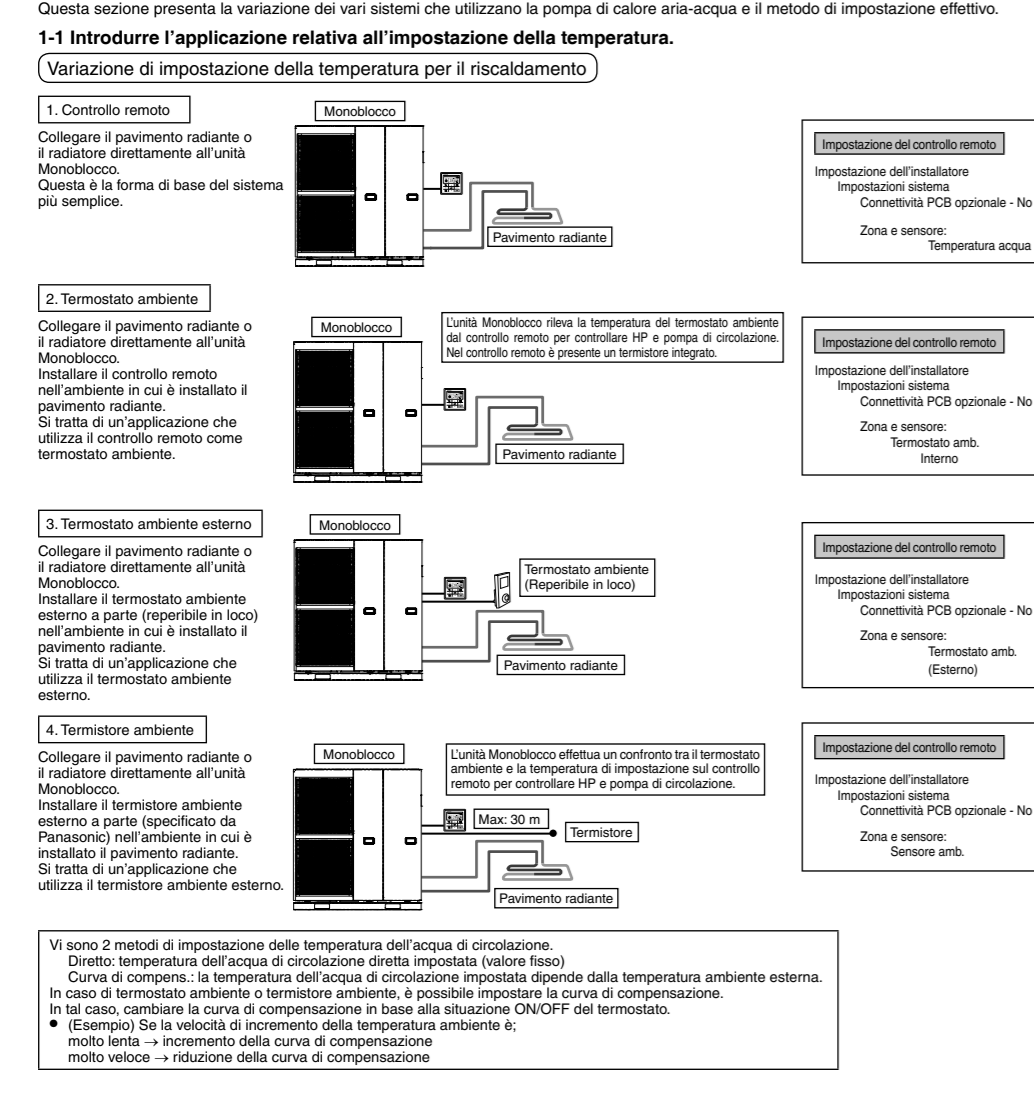 Questa sezione presenta la variazione dei vari sistemi che utilizzano la pompa di calore aria-acqua e il metodo di impostazione effettivo.
1-1 Introdurre l'applicazione relativa all'impostazione della temperatura.
Variazione di impostazione della temperatura per il riscaldamento
1. Controllo remoto
Collegare il pavimento radiante o
il radiatore direttamente all'unità
Monoblocco.
Questa è la forma di base del sistema
più semplice.
Monoblocco
Pavimento radiante
Impostazione del controllo remoto
Impostazione dell'installatore
Impostazioni sistema
Connettività PCB opzionale - No
Zona e sensore:
Temperatura acqua
2. Termostato ambiente
Collegare il pavimento radiante o
il radiatore direttamente all'unità
Monoblocco.
Installare il controllo remoto
nell'ambiente in cui è installato il
pavimento radiante.
Si tratta di un'applicazione che
utilizza il controllo remoto come
termostato ambiente.
Monoblocco
L'unità Monoblocco rileva la temperatura del termostato ambiente
dal controllo remoto per controllare HP e pompa di circolazione.
Nel controllo remoto è presente un termistore integrato.
Pavimento radiante
Impostazione del controllo remoto
Impostazione dell'installatore
Impostazioni sistema
Connettività PCB opzionale - No
Zona e sensore:
Termostato amb.
Interno
3. Termostato ambiente esterno
Collegare il pavimento radiante o
il radiatore direttamente all'unità
Monoblocco.
Installare il termostato ambiente
esterno a parte (reperibile in loco)
nell'ambiente in cui è installato il
pavimento radiante.
Si tratta di un'applicazione che
utilizza il termostato ambiente
esterno.
Monoblocco
Termostato ambiente
(Reperibile in loco)
Pavimento radiante
Impostazione del controllo remoto
Impostazione dell'installatore
Impostazioni sistema
Connettività PCB opzionale - No
Zona e sensore:
Termostato amb.
(Esterno)
4. Termistore ambiente
Collegare il pavimento radiante o
il radiatore direttamente all'unità
Monoblocco.
Installare il termistore ambiente
esterno a parte (specificato da
Panasonic) nell'ambiente in cui è
installato il pavimento radiante.
Si tratta di un'applicazione che
utilizza il termistore ambiente esterno.
Monoblocco
L'unità Monoblocco effettua un confronto tra il termostato
ambiente e la temperatura di impostazione sul controllo
remoto per controllare HP e pompa di circolazione.
Max: 30 m
Termistore
Pavimento radiante
Impostazione del controllo remoto
Impostazione dell'installatore
Impostazioni sistema
Connettività PCB opzionale - No
Zona e sensore:
Sensore amb.
Vi sono 2 metodi di impostazione delle temperatura dell'acqua di circolazione.
Diretto: temperatura dell'acqua di circolazione diretta impostata (valore fisso)
Curva di compens.: la temperatura dell'acqua di circolazione impostata dipende dalla temperatura ambiente esterna.
In caso di termostato ambiente o termistore ambiente, è possibile impostare la curva di compensazione.
In tal caso, cambiare la curva di compensazione in base alla situazione ON/OFF del termostato.
● (Esempio) Se la velocità di incremento della temperatura ambiente è;
molto lenta → incremento della curva di compensazione
molto veloce → riduzione della curva di compensazione